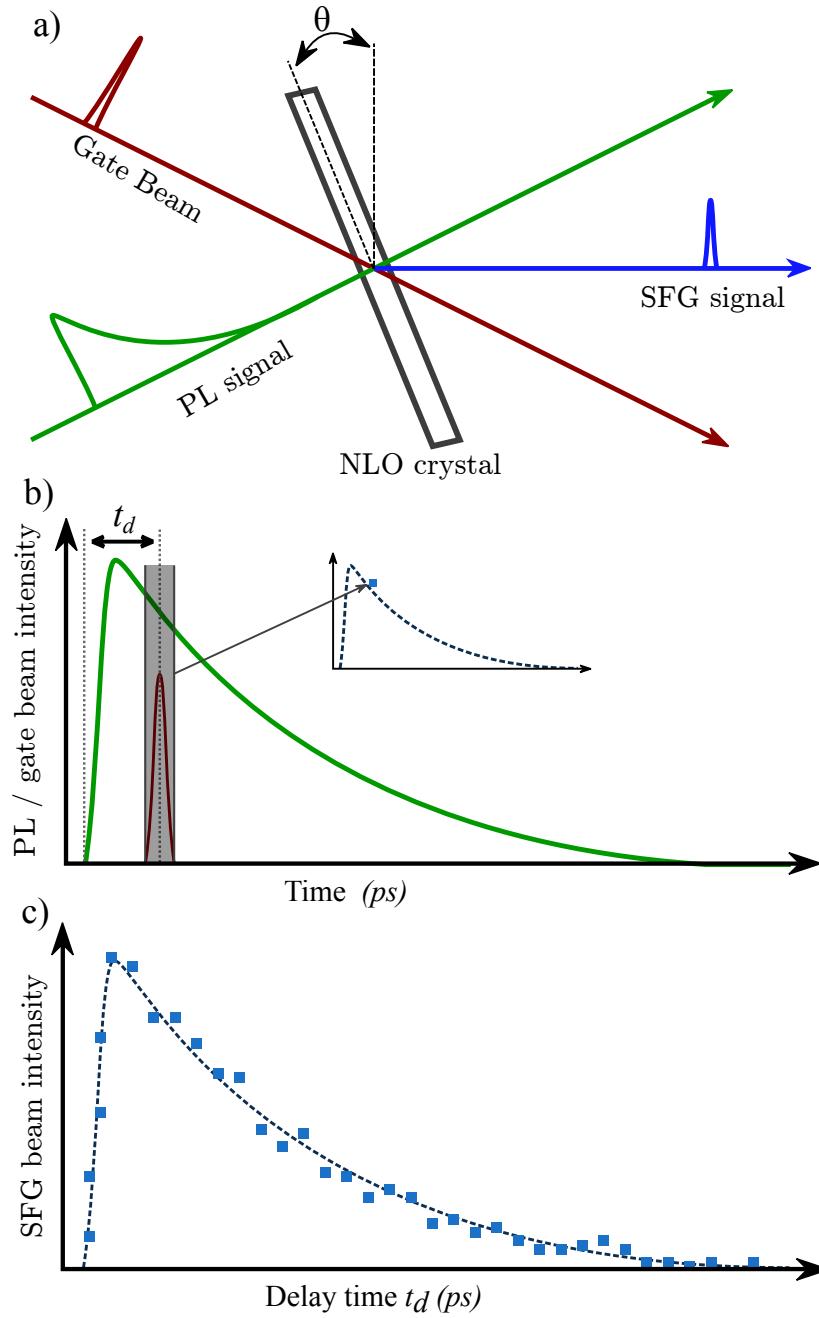 a)
θ
Gate Beam
SFG signal
PL signal
NLO crystal
b)
t_d
PL / gate beam intensity
Time (ps)
c)
SFG beam intensity
Delay time t_d (ps)